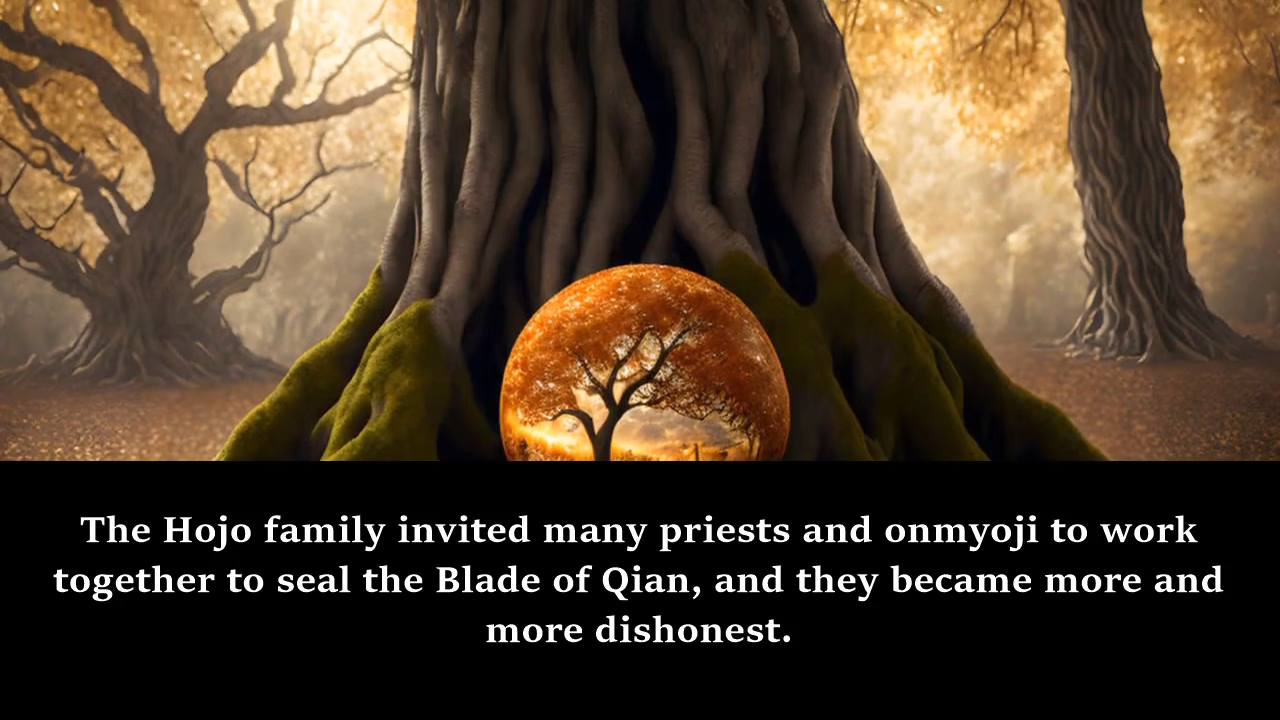 The Hojo family invited many priests and onmyoji to work
together to seal the Blade of Qian, and they became more and
more dishonest.